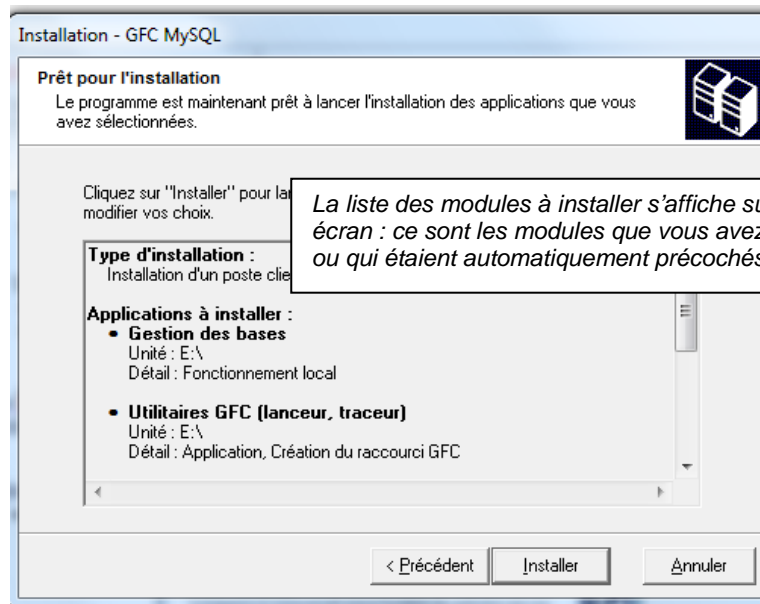 Installation - GFC MySQL
Prêt pour l'installation
Le programme est maintenant prêt à lancer l'installation des applications que vous
avez sélectionnées.
Cliquez sur "Installer" pour
modifier vos choix.
La liste des modules à installer s’affiche
écran : ce sont les modules que vous avez
ou qui étaient automatiquement précochés
Type d'installation :
Installation d'un poste
Applications à installer :
• Gestion des bases
Unité : E:\
Détail : Fonctionnement local
• Utilitaires GFC (lanceur, traceur)
Unité : E:\
Détail : Application, Création du raccourci GFC
< Précédent
Installer
Annuler